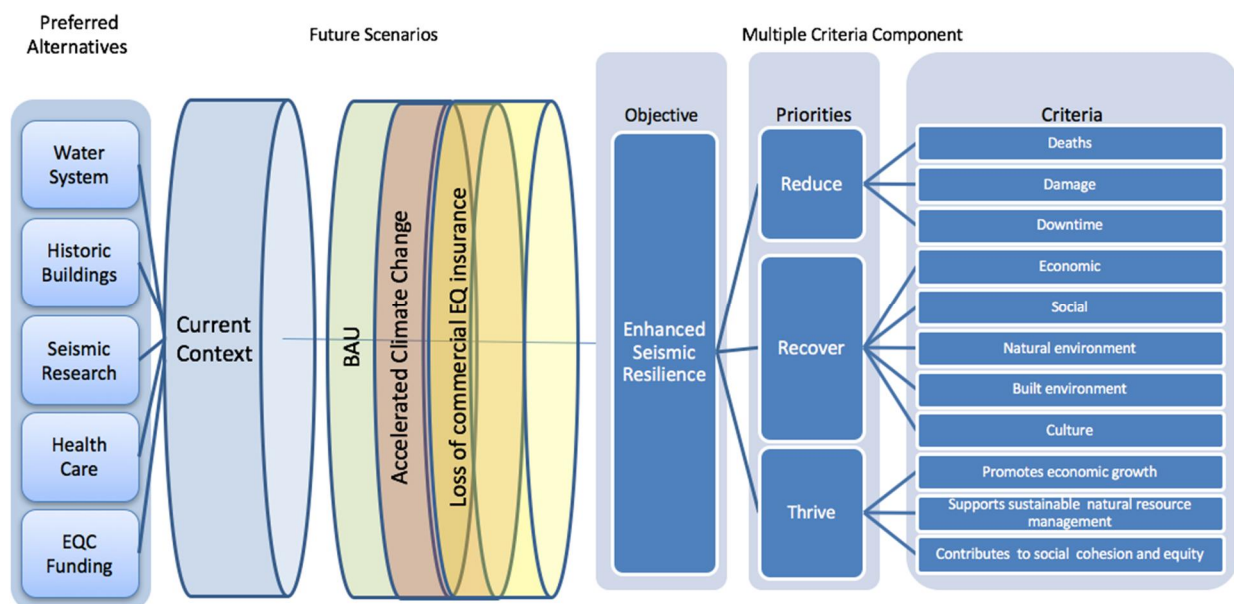 Preferred
Alternatives
Future Scenarios
Multiple Criteria Component
Water
System
Historic
Buildings
Seismic
Research
Health
Care
EQC
Funding
Current
Context
BAU
Accelerated Climate Change
Loss of commercial EQ insurance
Objective
Enhanced
Seismic
Resilience
Priorities
Reduce
Recover
Thrive
Criteria
Deaths
Damage
Downtime
Economic
Social
Natural environment
Built environment
Culture
Promotes economic growth
Supports sustainable natural resource
management
Contributes to social cohesion and equity